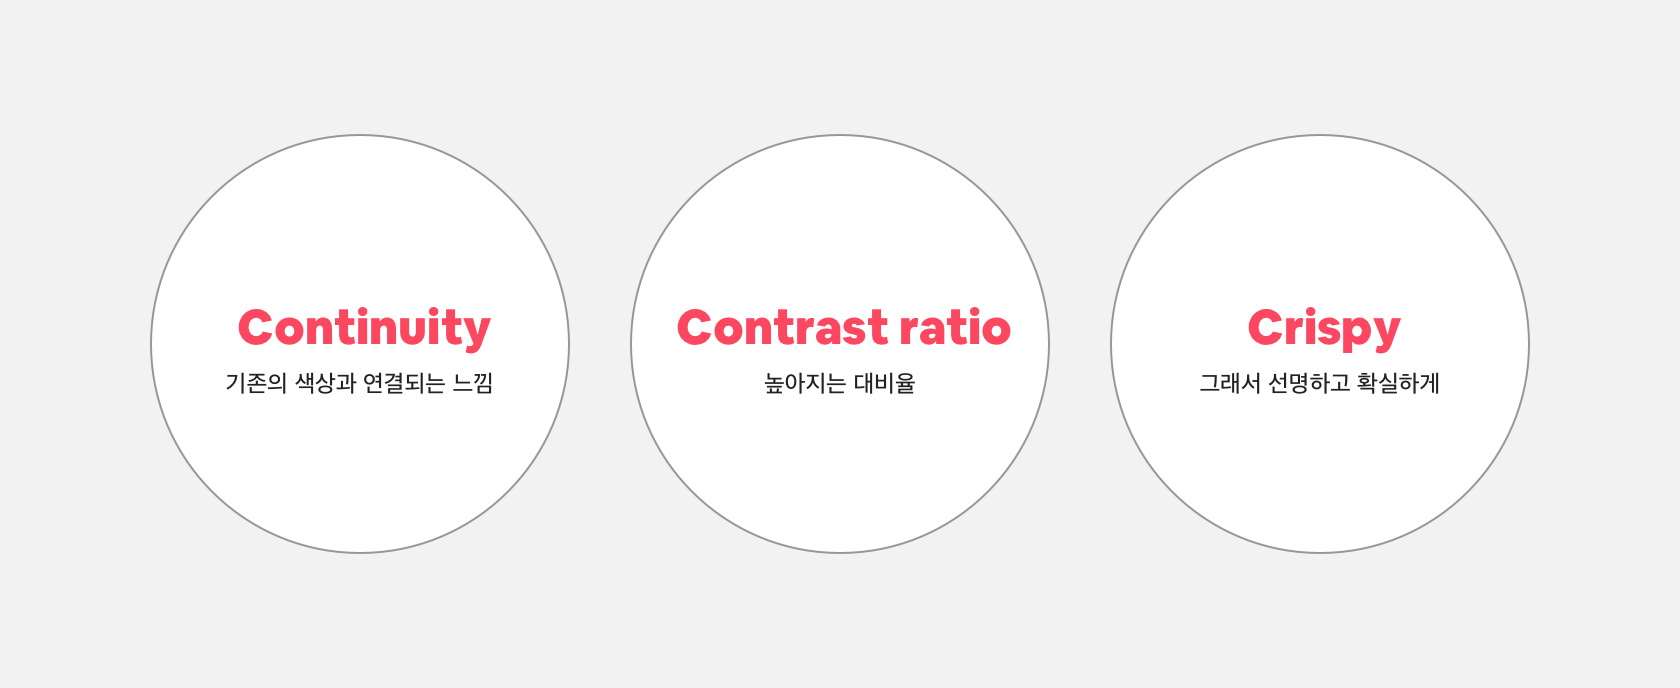 Continuity
기존의 색상과 연결되는 느낌
Contrast ratio
높아지는 대비율
Crispy
그래서 선명하고 확실하게